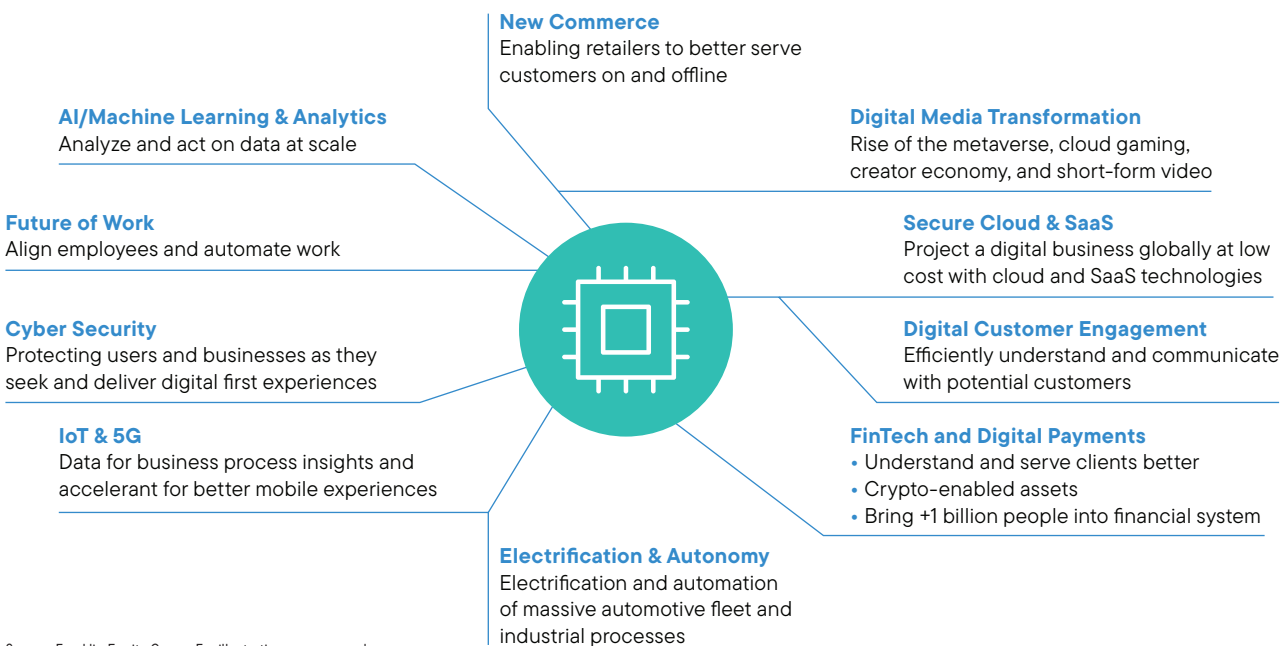 New Commerce
Enabling retailers to better serve
customers on and offline
AI/Machine Learning & Analytics
Analyze and act on data at scale
Digital Media Transformation
Rise of the metaverse, cloud gaming,
creator economy, and short-form video
Future of Work
Align employees and automate work
Secure Cloud & SaaS
Project a digital business globally at low
cost with cloud and SaaS technologies
Cyber Security
Protecting users and businesses as they
seek and deliver digital first experiences
Digital Customer Engagement
Efficiently understand and communicate
with potential customers
IoT & 5G
Data for business process insights and
accelerant for better mobile experiences
FinTech and Digital Payments
• Understand and serve clients better
• Crypto-enabled assets
• Bring +1 billion people into financial system
Electrification & Autonomy
Electrification and automation
of massive automotive fleet and
industrial processes